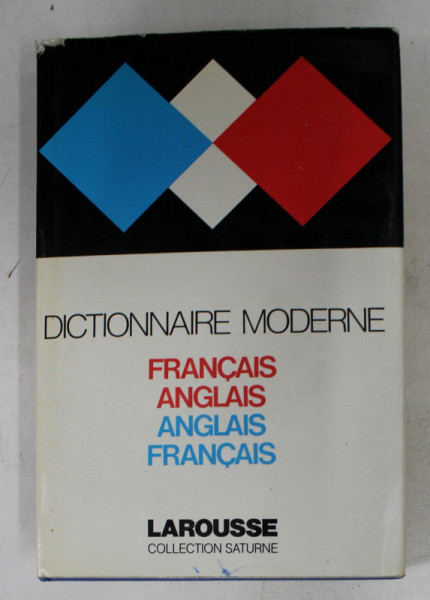 DICTIONNAIRE MODERNE
FRANÇAIS
ANGLAIS
ANGLAIS
FRANÇAIS
LAROUSSE
COLLECTION SATURNE